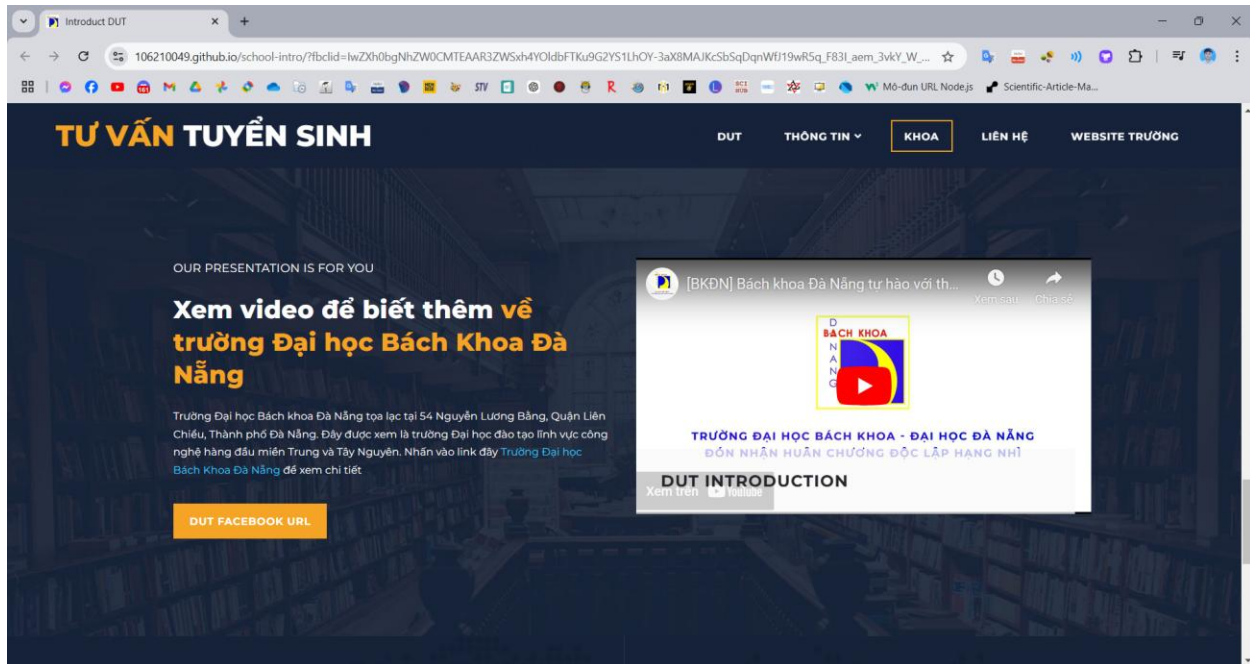 Introduct DUT
106210049.github.io/school-intro/?fbclid=IwZXh0bgNhZW0CMTEAAR3ZWSxh4YOldbFTKu9G2YS1LhOY-3aX8MAJKcSbSqDqnWfJ19wR5q_F83I_aem_3vkY_W_...
Mô-đun URL Node.js
Scientific-Article-Ma...
TƯ VẤN TUYỂN SINH
DUT
THÔNG TIN
KHOA
LIÊN HỆ
WEBSITE TRƯỜNG
OUR PRESENTATION IS FOR YOU
Xem video để biết thêm về
trường Đại học Bách Khoa Đà
Nẵng
Trường Đại học Bách khoa Đà Nẵng tọa lạc tại 54 Nguyễn Lương Bằng, Quận Liên
Chiểu, Thành phố Đà Nẵng. Đây được xem là trường Đại học đào tạo lĩnh vực công
nghệ hàng đầu miền Trung và Tây Nguyên. Nhấn vào link đây Trường Đại học
Bách Khoa Đà Nẵng để xem chi tiết
DUT FACEBOOK URL
[BKĐN] Bách khoa Đà Nẵng tự hào với th...
Xem sau
Chia sẻ
BÁCH KHOA
DANANG
TRƯỜNG ĐẠI HỌC BÁCH KHOA - ĐẠI HỌC ĐÀ NẴNG
ĐÓN NHẬN HUÂN CHƯƠNG ĐỘC LẬP HẠNG NHÌ
DUT INTRODUCTION
Xem trên YouTube